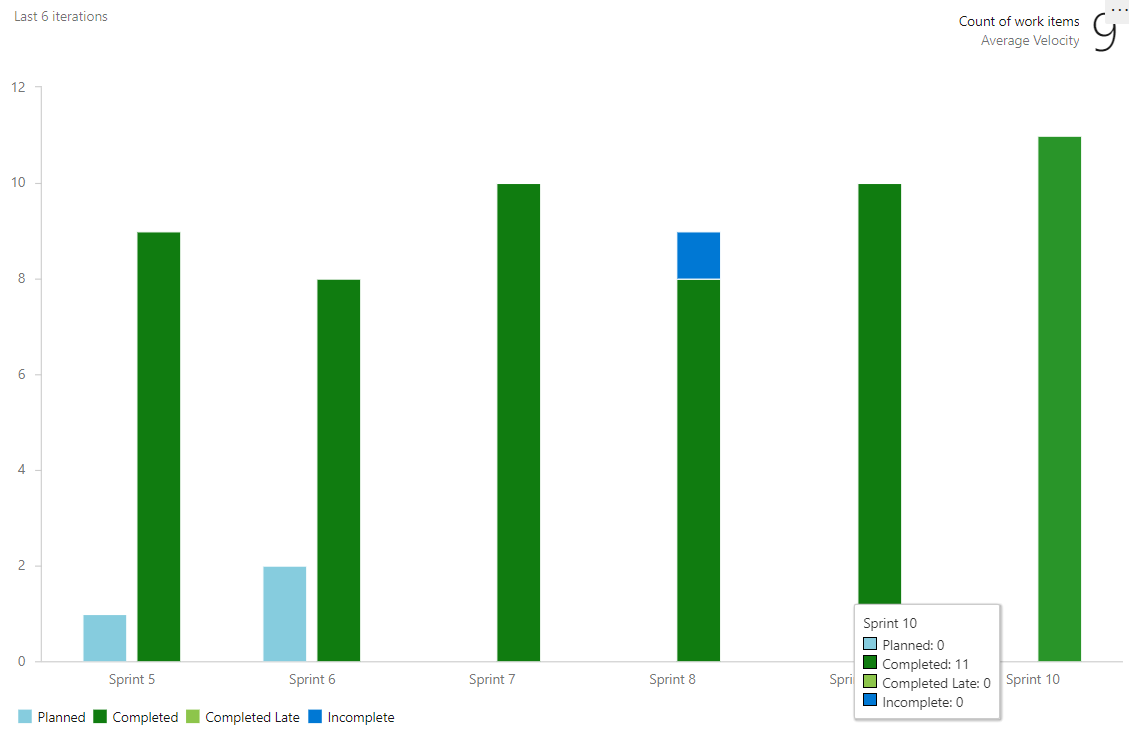 Last 6 iterations
Count of work items
Average Velocity
9
...
12
10
8
6
4
2
0
Sprint 5 Sprint 6 Sprint 7 Sprint 8 Spri Sprint 10
Sprint 10
Planned: 0
Completed: 11
Completed Late: 0
Incomplete: 0
Planned Completed Completed Late Incomplete